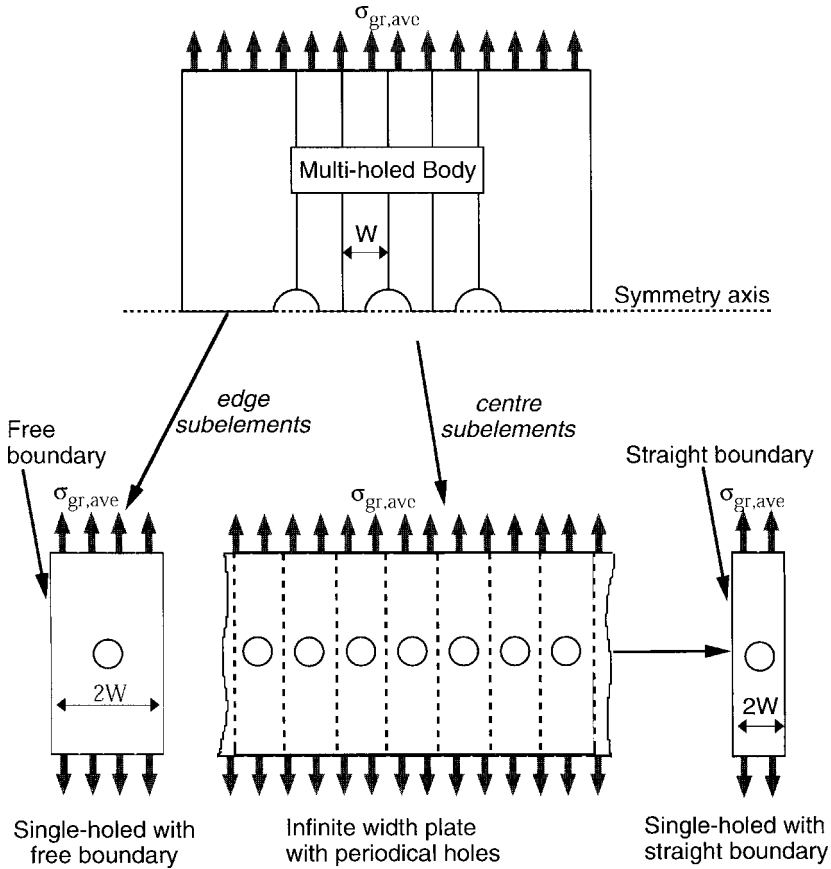 σgr,ave
Multi-holed Body
W
Symmetry axis
edge
subelements
centre
subelements
Free
boundary
Straight boundary
σgr,ave
σgr,ave
σgr,ave
2W
2W
Single-holed with
free boundary
Infinite width plate
with periodical holes
Single-holed with
straight boundary